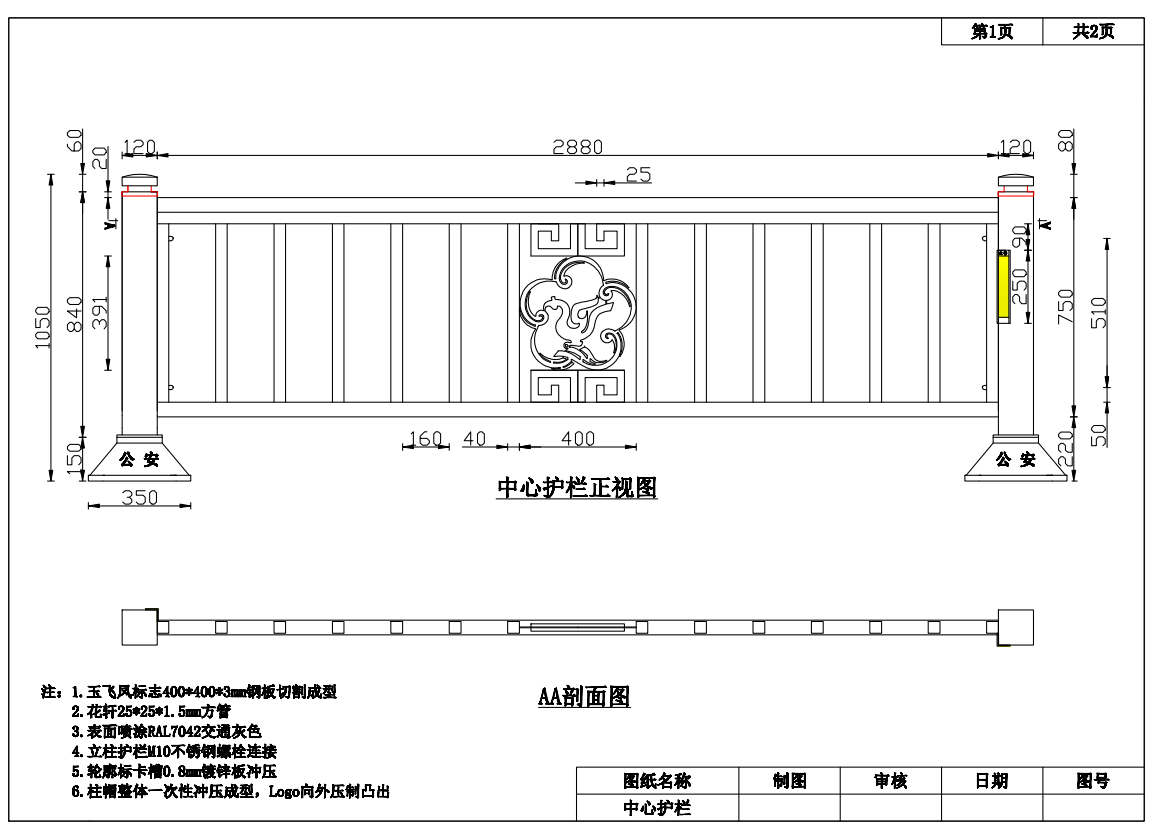 第1页 共2页
60
20
120
2880
120
80
25
A
A
90
250
1050
840
391
750
510
150
公 安
160
40
400
公 安
220
50
350
中心护栏正视图
注：1.玉飞凤标志400*400*3mm钢板切割成型
2.花轩25*25*1.5mm方管
3.表面喷涂RAL7042交通灰色
4.立柱护栏M10不锈钢螺栓连接
5.轮廓标卡槽0.8mm镀锌板冲压
6.柱帽整体一次性冲压成型，Logo向外压制凸出
AA剖面图
图纸名称 制图 审核 日期 图号
中心护栏